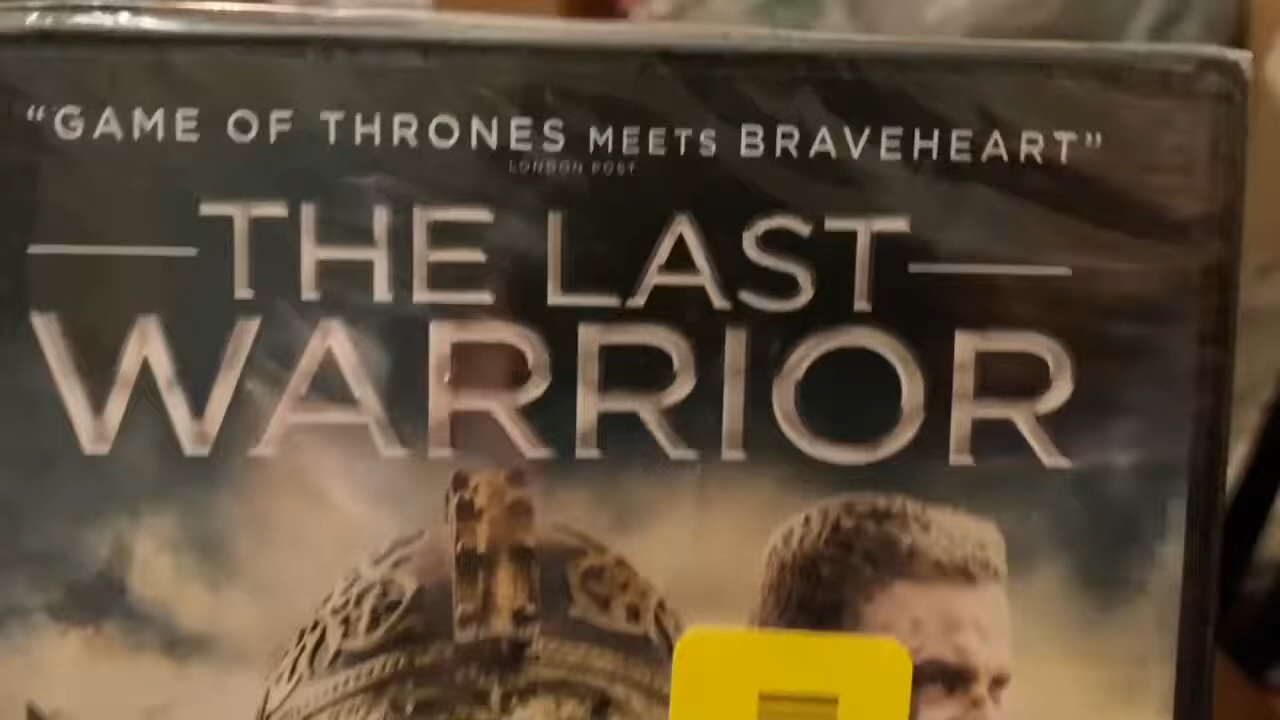 “GAME OF THRONES MEETS BRAVEHEART”
LONDON POST
THE LAST
WARRIOR